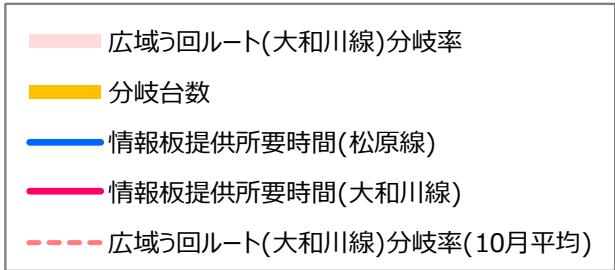 広域う回ルート(大和川線)分岐率
分岐台数
情報板提供所要時間(松原線)
情報板提供所要時間(大和川線)
広域う回ルート(大和川線)分岐率(10月平均)